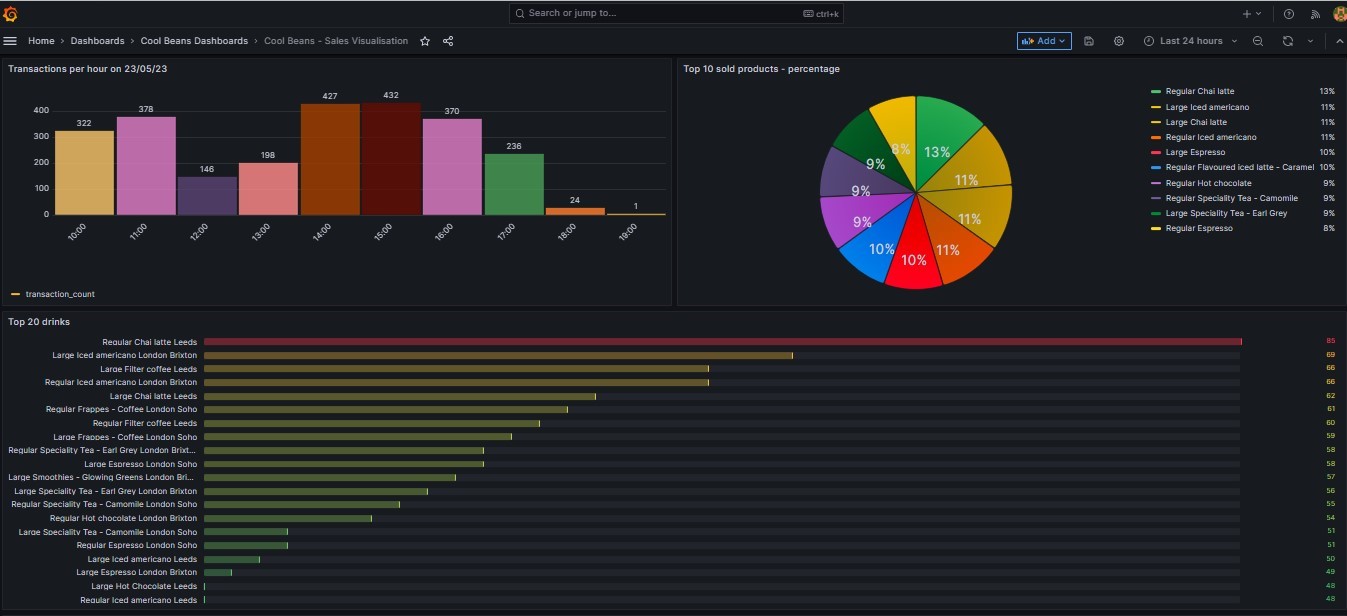 Search or jump to...
ctrl+k
Home > Dashboards > Cool Beans Dashboards > Cool Beans - Sales Visualisation
Add
Last 24 hours
Transactions per hour on 23/05/23
400
300
200
100
0
322
378
146
198
427
432
370
236
24
1
10:00
11:00
12:00
13:00
14:00
15:00
16:00
17:00
18:00
19:00
transaction_count
Top 10 sold products - percentage
13%
11%
11%
11%
10%
10%
9%
9%
9%
8%
Regular Chai latte 13%
Large Iced americano 11%
Large Chai latte 11%
Regular Iced americano 11%
Large Espresso 10%
Regular Flavoured iced latte - Caramel 10%
Regular Hot chocolate 9%
Regular Speciality Tea - Camomile 9%
Large Speciality Tea - Earl Grey 9%
Regular Espresso 8%
Top 20 drinks
Regular Chai latte Leeds 85
Large Iced americano London Brixton 69
Large Filter coffee Leeds 66
Regular Iced americano London Brixton 66
Large Chai latte Leeds 62
Regular Frappes - Coffee London Soho 61
Regular Filter coffee Leeds 60
Large Frappes - Coffee London Soho 59
Regular Speciality Tea - Earl Grey London Brixt... 58
Large Espresso London Soho 58
Large Smoothies - Glowing Greens London Bri... 57
Large Speciality Tea - Earl Grey London Brixton 56
Regular Speciality Tea - Camomile London Soho 55
Regular Hot chocolate London Brixton 54
Large Speciality Tea - Camomile London Soho 51
Regular Espresso London Soho 51
Large Iced americano Leeds 50
Large Espresso London Brixton 49
Large Hot Chocolate Leeds 48
Regular Iced americano Leeds 48